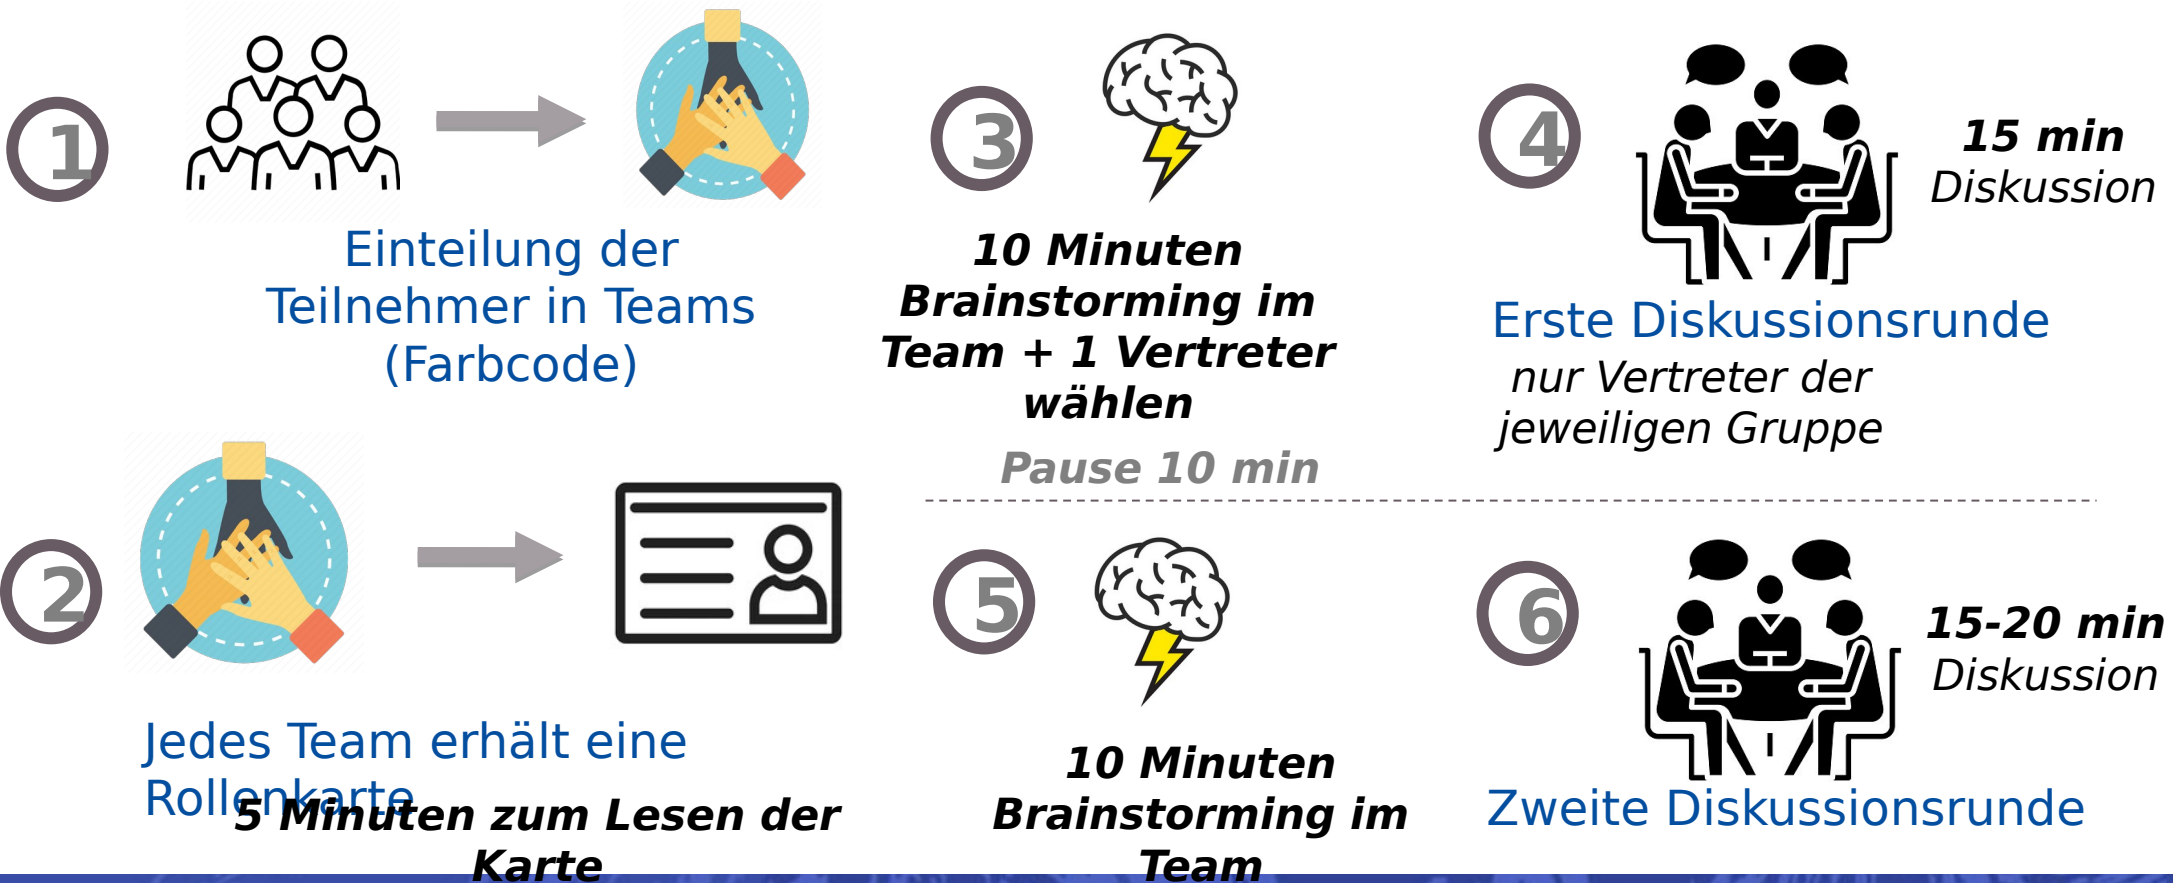 1
Einteilung der
Teilnehmer in Teams
(Farbcode)
2
Jedes Team erhält eine
Rollenkarte
5 Minuten zum Lesen der
Karte
3
10 Minuten
Brainstorming im
Team + 1 Vertreter
wählen
Pause 10 min
4
15 min
Diskussion
Erste Diskussionsrunde
nur Vertreter der
jeweiligen Gruppe
5
10 Minuten
Brainstorming im
Team
6
15-20 min
Diskussion
Zweite Diskussionsrunde